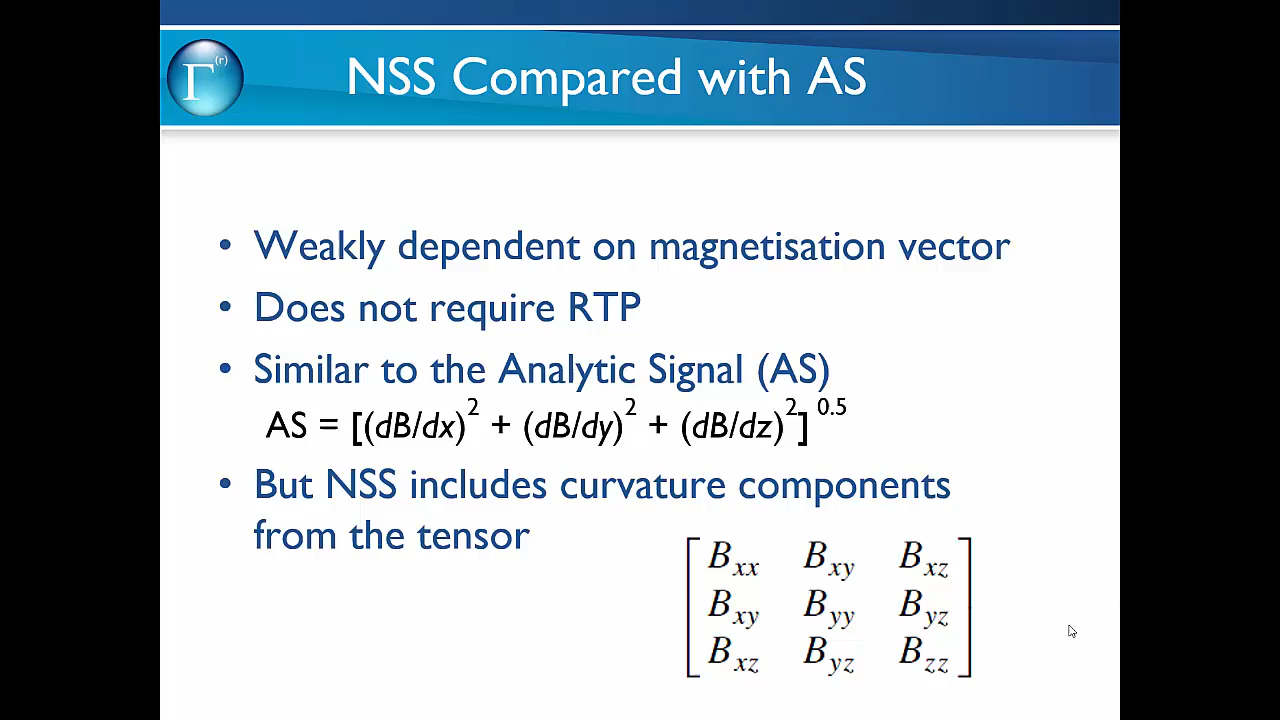 Γ(r)
NSS Compared with AS
• Weakly dependent on magnetisation vector
• Does not require RTP
• Similar to the Analytic Signal (AS)
AS = [(dB/dx)² + (dB/dy)² + (dB/dz)²] ⁰·⁵
• But NSS includes curvature components
from the tensor
Bxx Bxy Bxz
Bxy Byy Byz
Bxz Byz Bzz